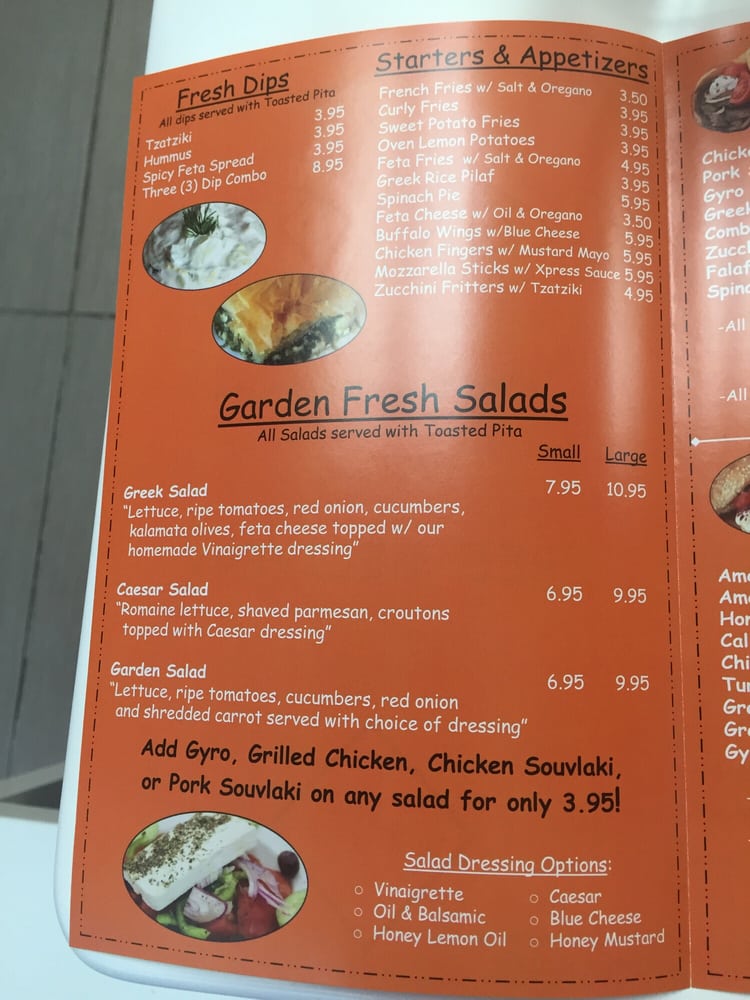 Fresh Dips
All dips served with Toasted Pita
Tzatziki 3.95
Hummus 3.95
Spicy Feta Spread 3.95
Three (3) Dip Combo 8.95
Starters & Appetizers
French Fries w/ Salt & Oregano 3.50
Curly Fries 3.95
Sweet Potato Fries 3.95
Oven Lemon Potatoes 3.95
Feta Fries w/ Salt & Oregano 4.95
Greek Rice Pilaf 3.95
Spinach Pie 5.95
Feta Cheese w/ Oil & Oregano 3.50
Buffalo Wings w/Blue Cheese 5.95
Chicken Fingers w/ Mustard Mayo 5.95
Mozzarella Sticks w/ Xpress Sauce 5.95
Zucchini Fritters w/ Tzatziki 4.95
Garden Fresh Salads
All Salads served with Toasted Pita
Small Large
Greek Salad 7.95 10.95
"Lettuce, ripe tomatoes, red onion, cucumbers,
kalamata olives, feta cheese topped w/ our
homemade Vinaigrette dressing"
Caesar Salad 6.95 9.95
"Romaine lettuce, shaved parmesan, croutons
topped with Caesar dressing"
Garden Salad 6.95 9.95
"Lettuce, ripe tomatoes, cucumbers, red onion
and shredded carrot served with choice of dressing"
Add Gyro, Grilled Chicken, Chicken Souvlaki,
or Pork Souvlaki on any salad for only 3.95!
Salad Dressing Options:
○ Vinaigrette ○ Caesar
○ Oil & Balsamic ○ Blue Cheese
○ Honey Lemon Oil ○ Honey Mustard
Pork
Gyro
Greek
-All
-All